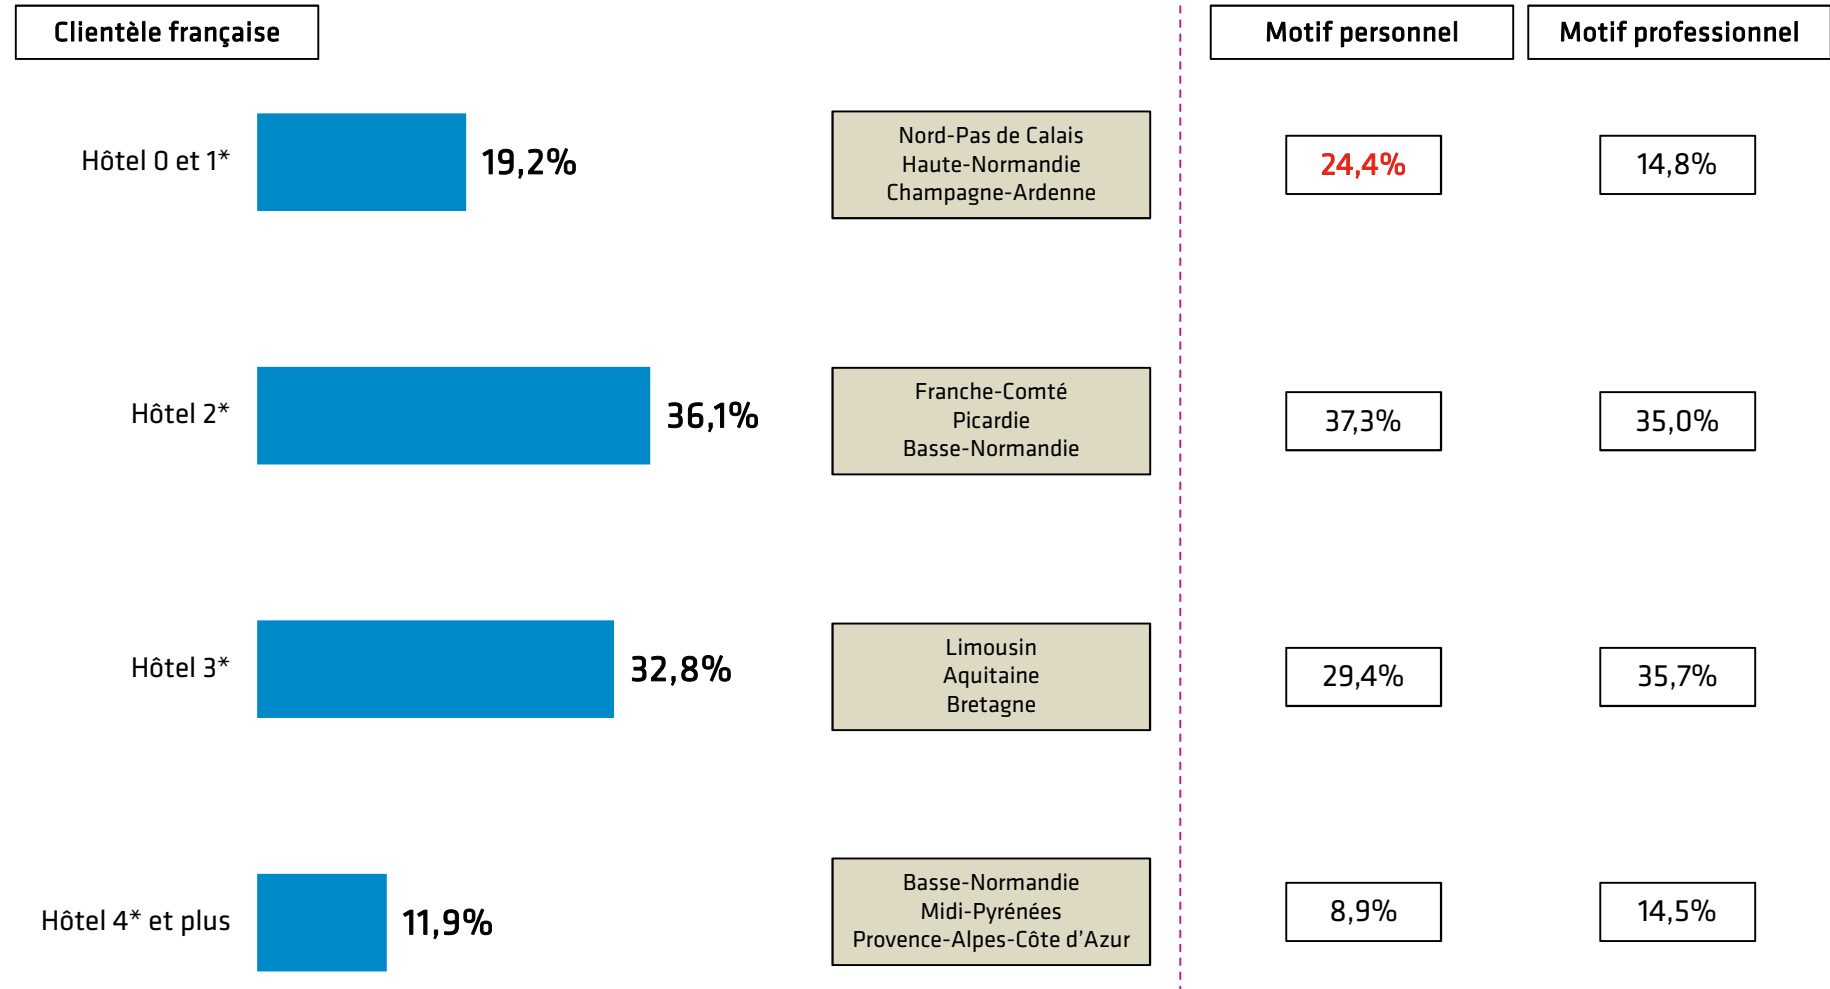 Clientèle française
Motif personnel
Motif professionnel
Hôtel 0 et 1*
19,2%
Nord-Pas de Calais
Haute-Normandie
Champagne-Ardenne
24,4%
14,8%
Hôtel 2*
36,1%
Franche-Comté
Picardie
Basse-Normandie
37,3%
35,0%
Hôtel 3*
32,8%
Limousin
Aquitaine
Bretagne
29,4%
35,7%
Hôtel 4* et plus
11,9%
Basse-Normandie
Midi-Pyrénées
Provence-Alpes-Côte d’Azur
8,9%
14,5%